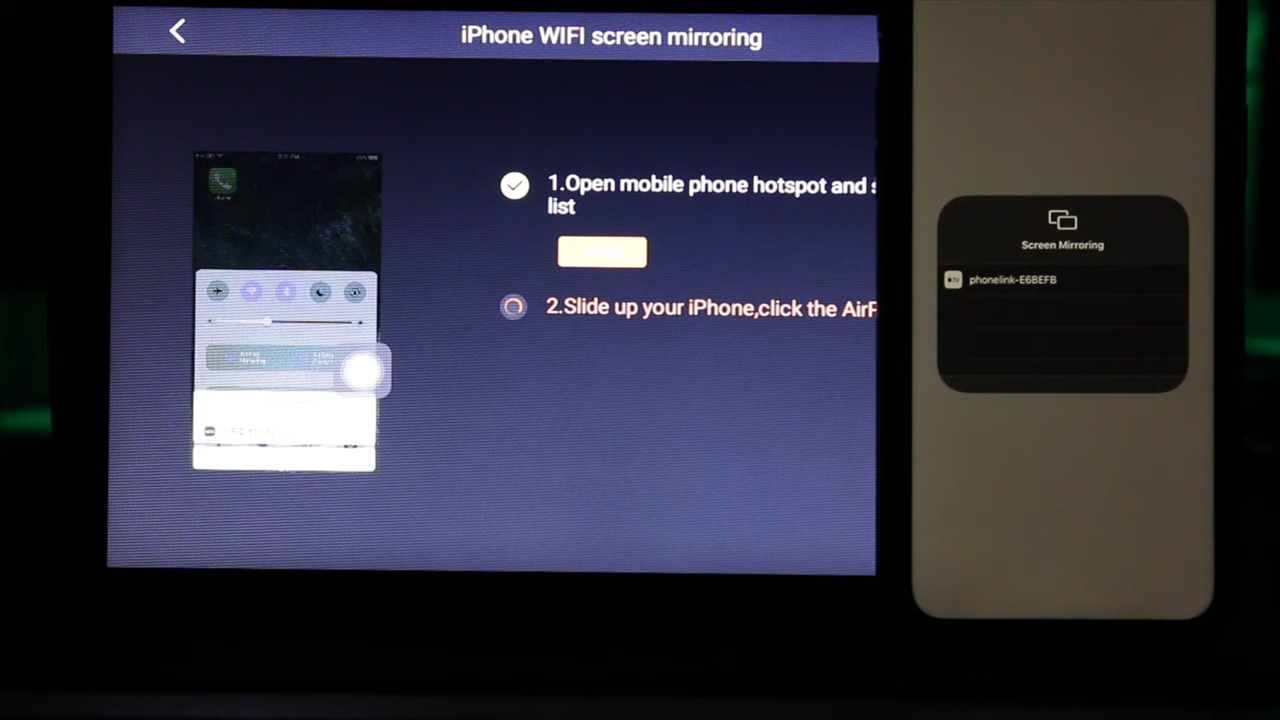 iPhone WIFI screen mirroring
1.Open mobile phone hotspot and
list
2.Slide up your iPhone,click the AirP
Screen Mirroring
phonelink-E6BEFB